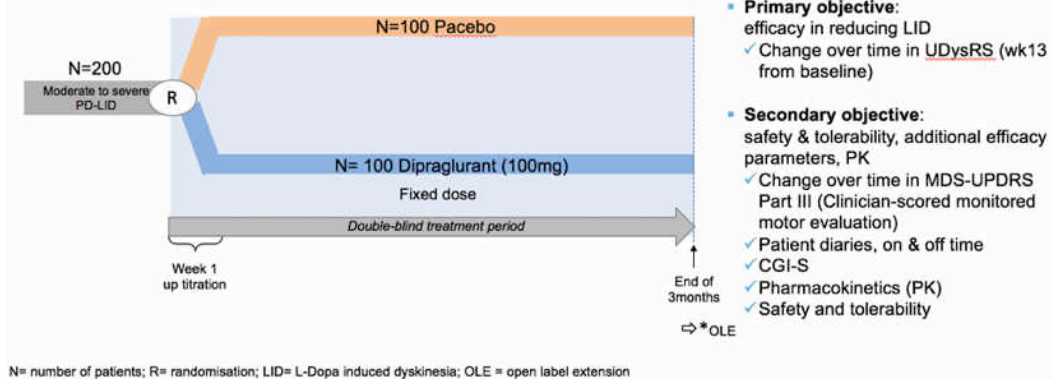 N=100 Pacebo
N=200
Moderate to severe
PD-LID
R
N= 100 Dipraglurant (100mg)
Fixed dose
Double-blind treatment period
Week 1
up titration
End of
3months
⇨*OLE
▪ Primary objective:
efficacy in reducing LID
✓Change over time in UDysRS (wk13
from baseline)
▪ Secondary objective:
safety & tolerability, additional efficacy
parameters, PK
✓Change over time in MDS-UPDRS
Part III (Clinician-scored monitored
motor evaluation)
✓Patient diaries, on & off time
✓CGI-S
✓Pharmacokinetics (PK)
✓Safety and tolerability
N= number of patients; R= randomisation; LID= L-Dopa induced dyskinesia; OLE = open label extension